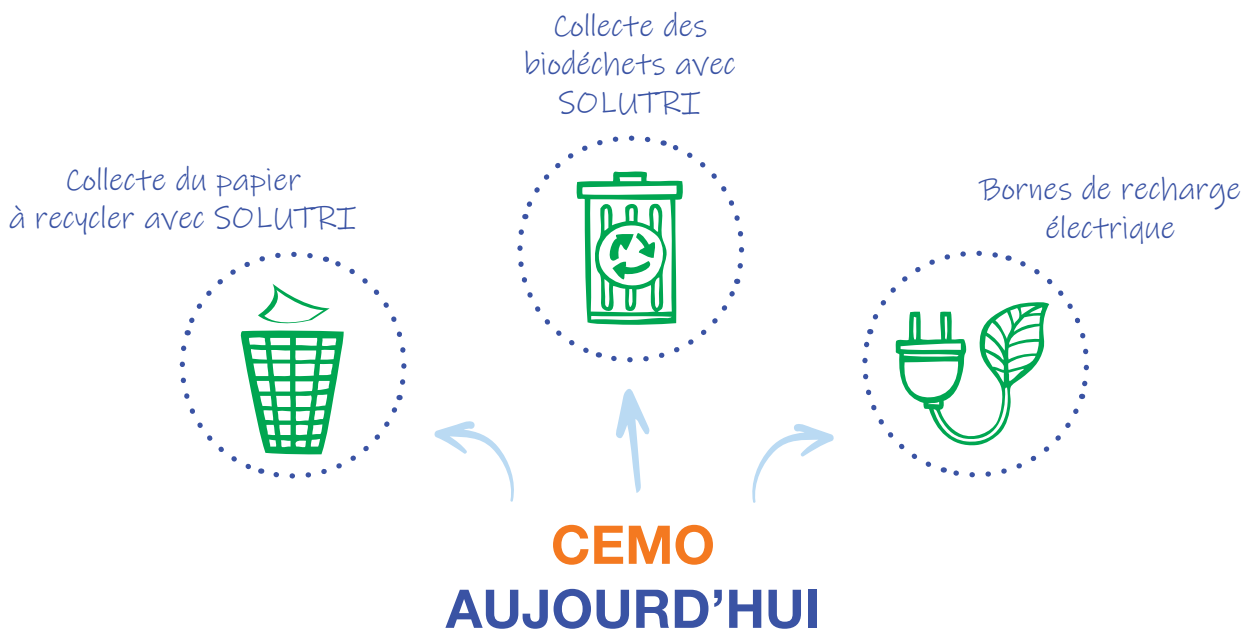 Collecte des
biodéchets avec
SOLUTRI
Collecte du papier
à recycler avec SOLUTRI
Bornes de recharge
électrique
CEMO
AUJOURD’HUI